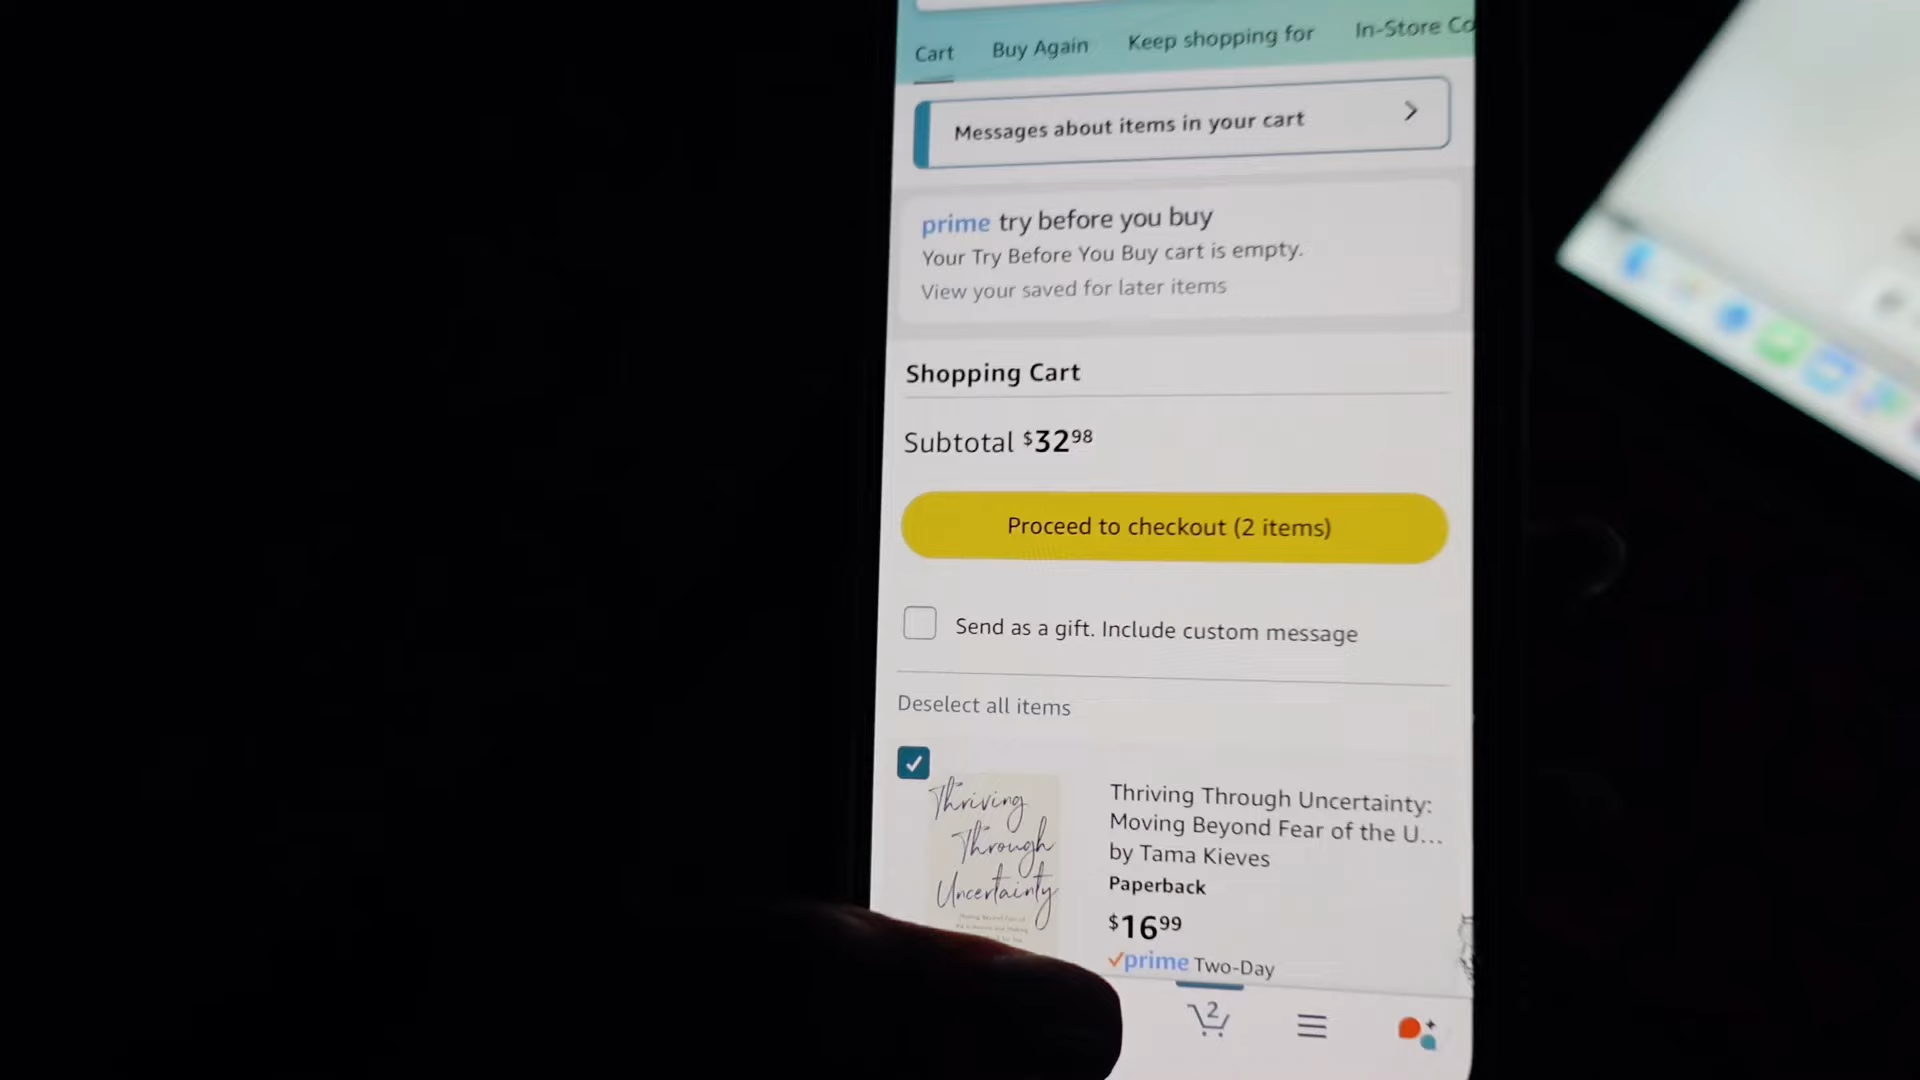 Cart Buy Again Keep shopping for In-Store Co
Messages about items in your cart
prime try before you buy
Your Try Before You Buy cart is empty.
View your saved for later items
Shopping Cart
Subtotal $32.98
Proceed to checkout (2 items)
Send as a gift. Include custom message
Deselect all items
Thriving
Through
Uncertainty
Thriving Through Uncertainty:
Moving Beyond Fear of the U...
by Tama Kieves
Paperback
$16.99
prime Two-Day
2